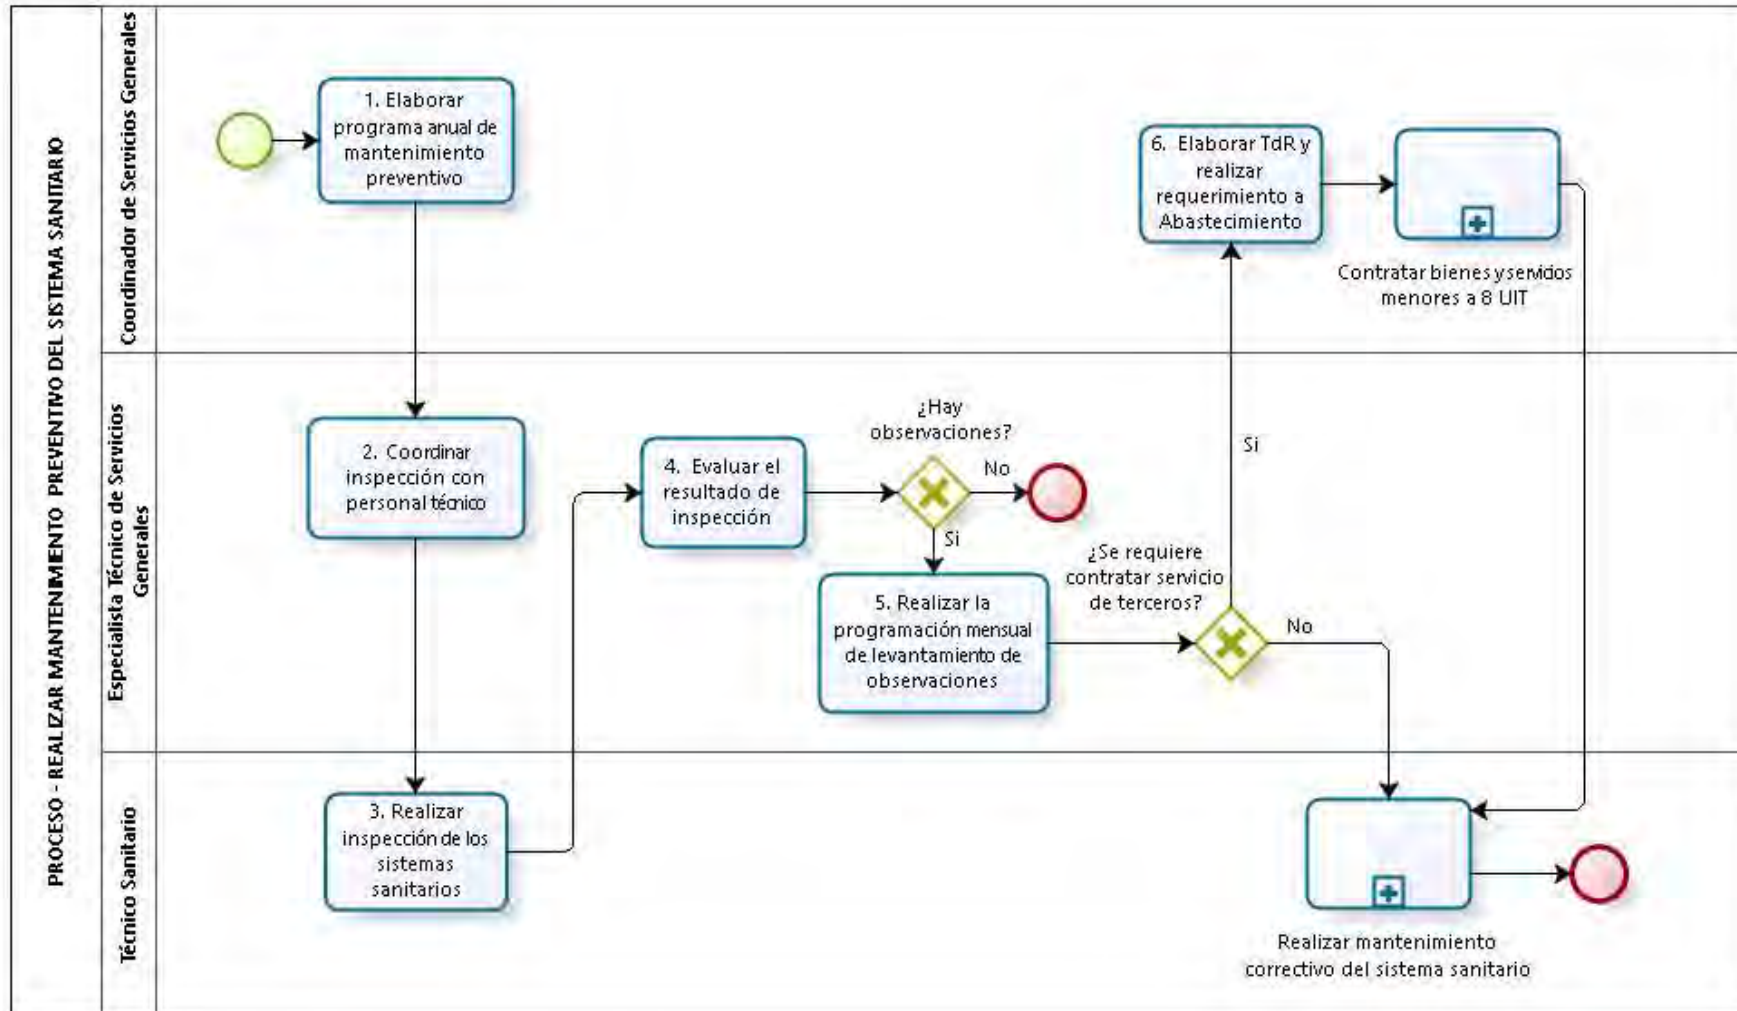 PROCESO - REALIZAR MANTENIMIENTO PREVENTIVO DEL SISTEMA SANITARIO
Coordinador de Servicios Generales
1. Elaborar
programa anual de
mantenimiento
preventivo
6. Elaborar TdR y
realizar
requerimiento a
Abastecimiento
Contratar bienes y servicios
menores a 8 UIT
Especialista Técnico de Servicios
Generales
2. Coordinar
inspección con
personal técnico
4. Evaluar el
resultado de
inspección
¿Hay
observaciones?
No
Si
5. Realizar la
programación mensual
de levantamiento de
observaciones
¿Se requiere
contratar servicio
de terceros?
Si
No
Técnico Sanitario
3. Realizar
inspección de los
sistemas
sanitarios
Realizar mantenimiento
correctivo del sistema sanitario